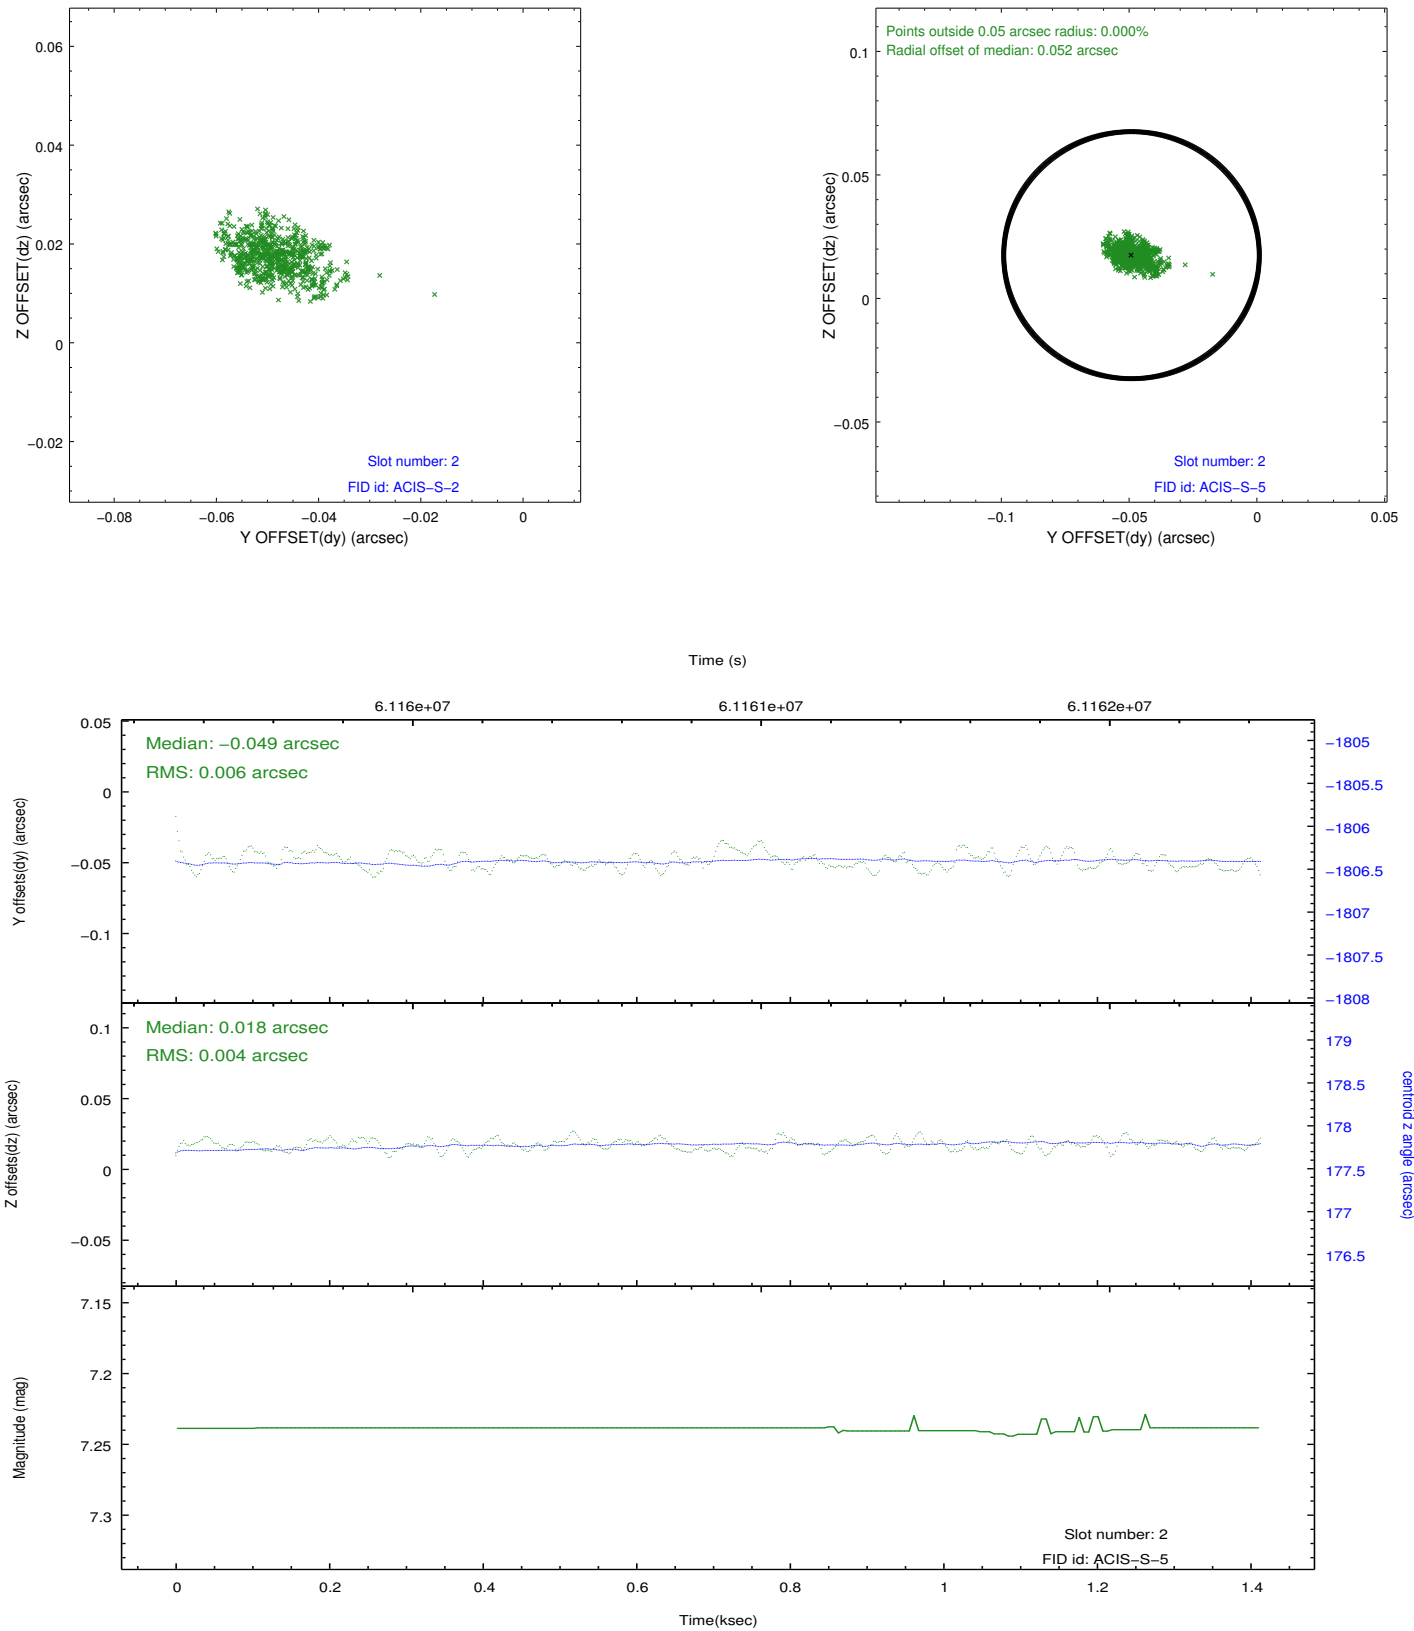 0.06
0.04
0.02
0
−0.02
Z OFFSET(dz) (arcsec)
Slot number: 2
FID id: ACIS−S−2
−0.08 −0.06 −0.04 −0.02 0
Y OFFSET(dy) (arcsec)
Points outside 0.05 arcsec radius: 0.000%
Radial offset of median: 0.052 arcsec
0.1
0.05
0
−0.05
Z OFFSET(dz) (arcsec)
Slot number: 2
FID id: ACIS−S−5
−0.1 −0.05 0 0.05
Y OFFSET(dy) (arcsec)
Time (s)
6.116e+07 6.1161e+07 6.1162e+07
Median: −0.049 arcsec
RMS: 0.006 arcsec
0.05
0
−0.05
−0.1
Y offsets(dy) (arcsec)
−1805
−1805.5
−1806
−1806.5
−1807
−1807.5
−1808
Median: 0.018 arcsec
RMS: 0.004 arcsec
0.1
0.05
0
−0.05
Z offsets(dz) (arcsec)
179
178.5
178
177.5
177
176.5
centroid z angle (arcsec)
7.15
7.2
7.25
7.3
Magnitude (mag)
Slot number: 2
FID id: ACIS−S−5
0 0.2 0.4 0.6 0.8 1 1.2 1.4
Time(ksec)